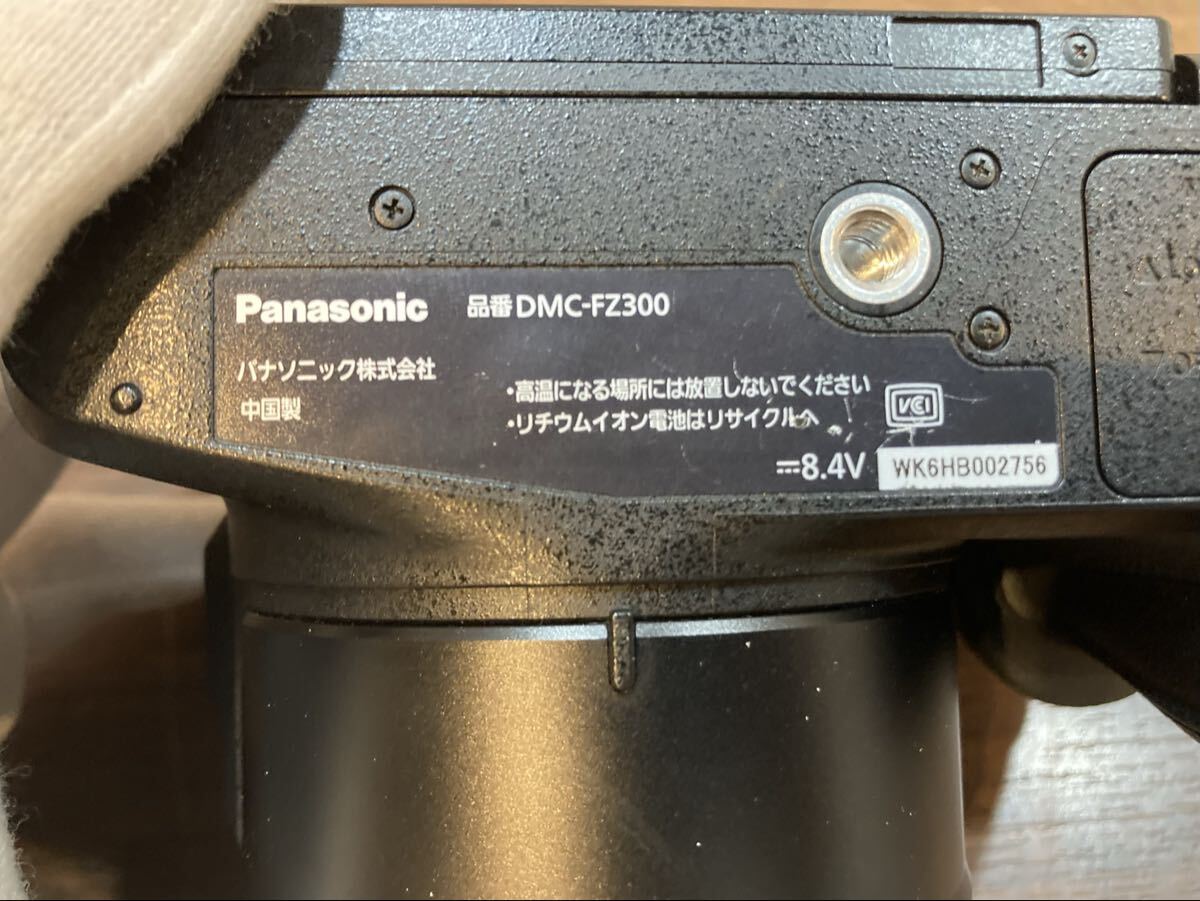 Panasonic 品番 DMC-FZ300
パナソニック株式会社
中国製
・高温になる場所には放置しないでください
・リチウムイオン電池はリサイクルへ
VCI
⎓8.4V WK6HB002756